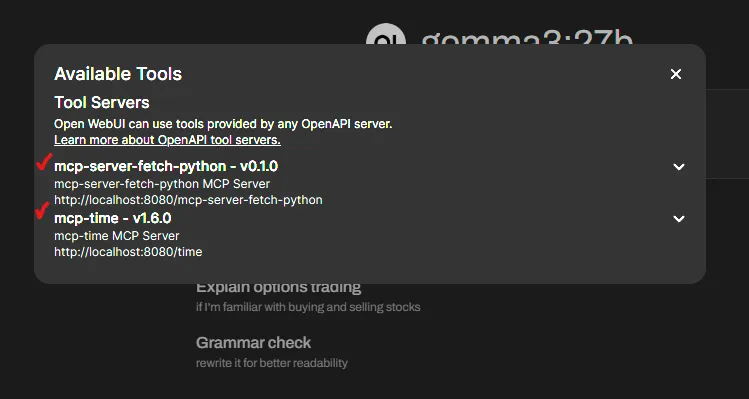 OI gemma3:27b
Available Tools
Tool Servers
Open WebUI can use tools provided by any OpenAPI server.
Learn more about OpenAPI tool servers.
mcp-server-fetch-python - v0.1.0
mcp-server-fetch-python MCP Server
http://localhost:8080/mcp-server-fetch-python
mcp-time - v1.6.0
mcp-time MCP Server
http://localhost:8080/time
Explain options trading
if I'm familiar with buying and selling stocks
Grammar check
rewrite it for better readability